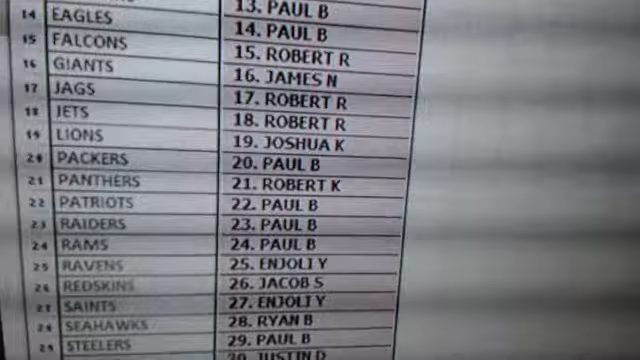 13. PAUL B
14 EAGLES 14. PAUL B
15 FALCONS 15. ROBERT R
16 GIANTS 16. JAMES N
17 JAGS 17. ROBERT R
18 JETS 18. ROBERT R
19 LIONS 19. JOSHUA K
20 PACKERS 20. PAUL B
21 PANTHERS 21. ROBERT K
22 PATRIOTS 22. PAUL B
23 RAIDERS 23. PAUL B
24 RAMS 24. PAUL B
25 RAVENS 25. ENJOLI Y
26 REDSKINS 26. JACOB S
27 SAINTS 27. ENJOLI Y
28 SEAHAWKS 28. RYAN B
29 STEELERS 29. PAUL B
30. JUSTIN D